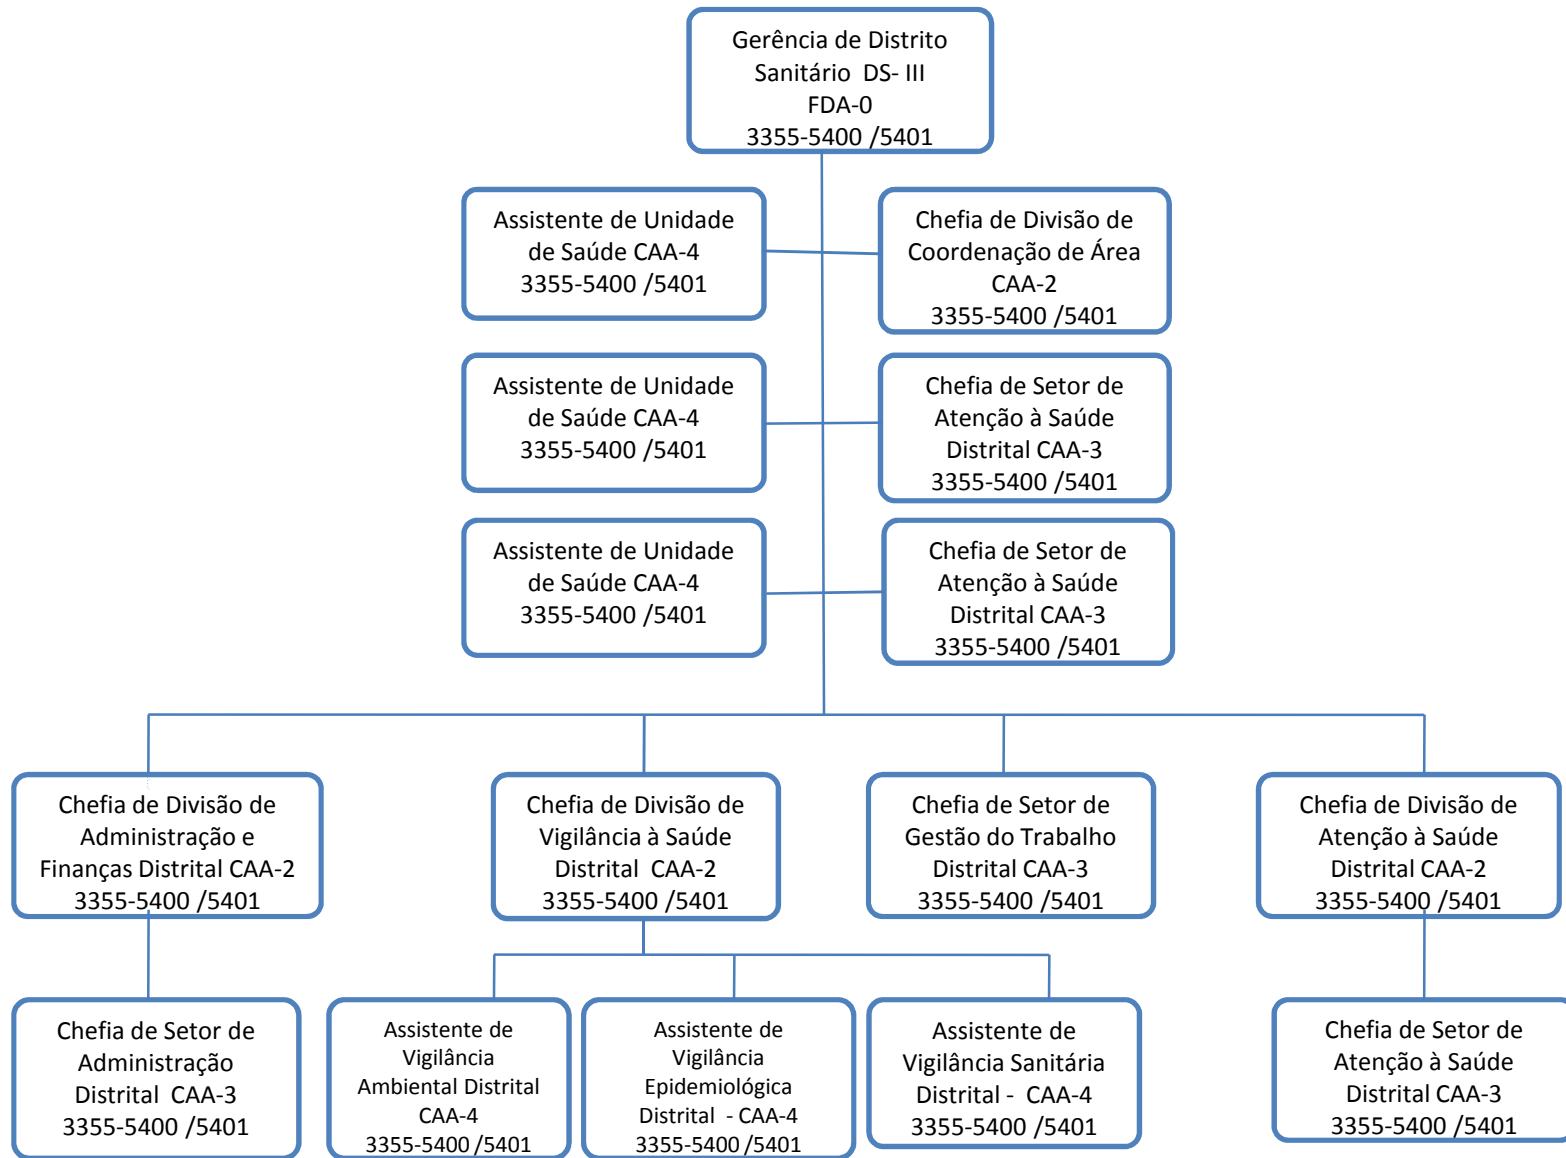 Gerência de Distrito
Sanitário DS- III
FDA-0
3355-5400 /5401
Assistente de Unidade
de Saúde CAA-4
3355-5400 /5401
Chefia de Divisão de
Coordenação de Área
CAA-2
3355-5400 /5401
Assistente de Unidade
de Saúde CAA-4
3355-5400 /5401
Chefia de Setor de
Atenção à Saúde
Distrital CAA-3
3355-5400 /5401
Assistente de Unidade
de Saúde CAA-4
3355-5400 /5401
Chefia de Setor de
Atenção à Saúde
Distrital CAA-3
3355-5400 /5401
Chefia de Divisão de
Administração e
Finanças Distrital CAA-2
3355-5400 /5401
Chefia de Divisão de
Vigilância à Saúde
Distrital CAA-2
3355-5400 /5401
Chefia de Setor de
Gestão do Trabalho
Distrital CAA-3
3355-5400 /5401
Chefia de Divisão de
Atenção à Saúde
Distrital CAA-2
3355-5400 /5401
Chefia de Setor de
Administração
Distrital CAA-3
3355-5400 /5401
Assistente de
Vigilância
Ambiental Distrital
CAA-4
3355-5400 /5401
Assistente de
Vigilância
Epidemiológica
Distrital - CAA-4
3355-5400 /5401
Assistente de
Vigilância Sanitária
Distrital - CAA-4
3355-5400 /5401
Chefia de Setor de
Atenção à Saúde
Distrital CAA-3
3355-5400 /5401